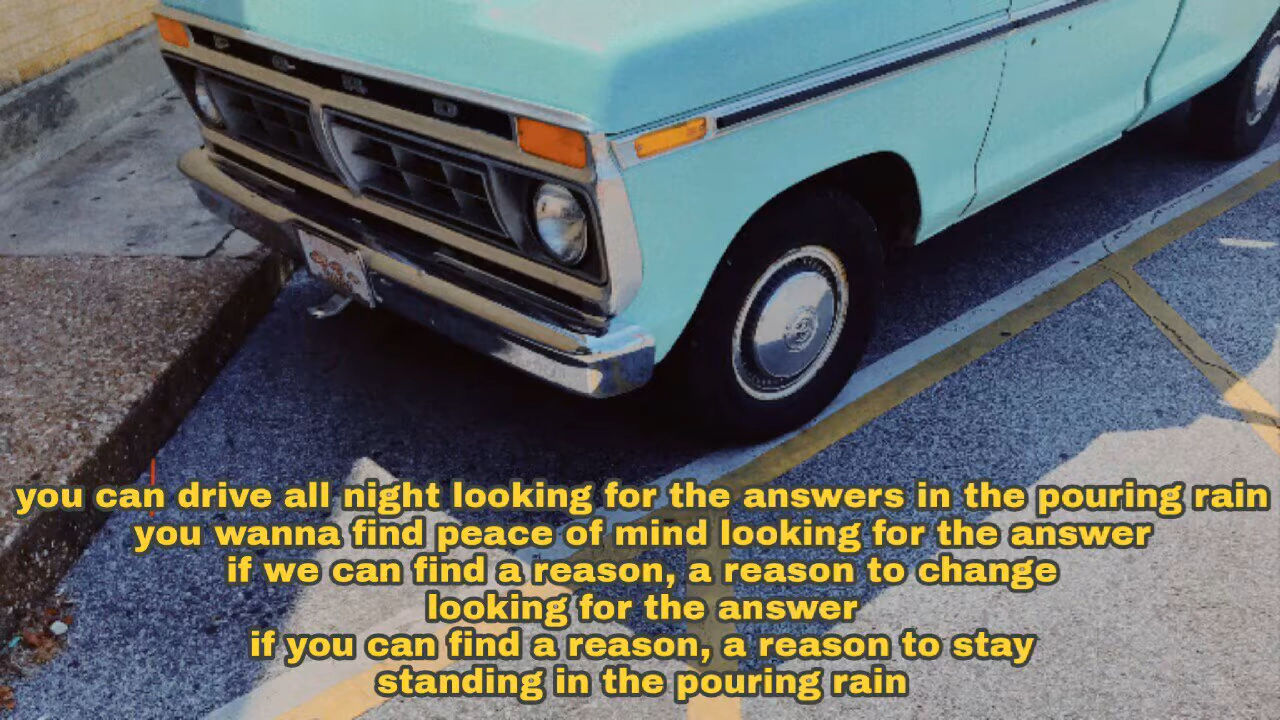 FORD
you can drive all night looking for the answers in the pouring rain
you wanna find peace of mind looking for the answer
if we can find a reason, a reason to change
looking for the answer
if you can find a reason, a reason to stay
standing in the pouring rain